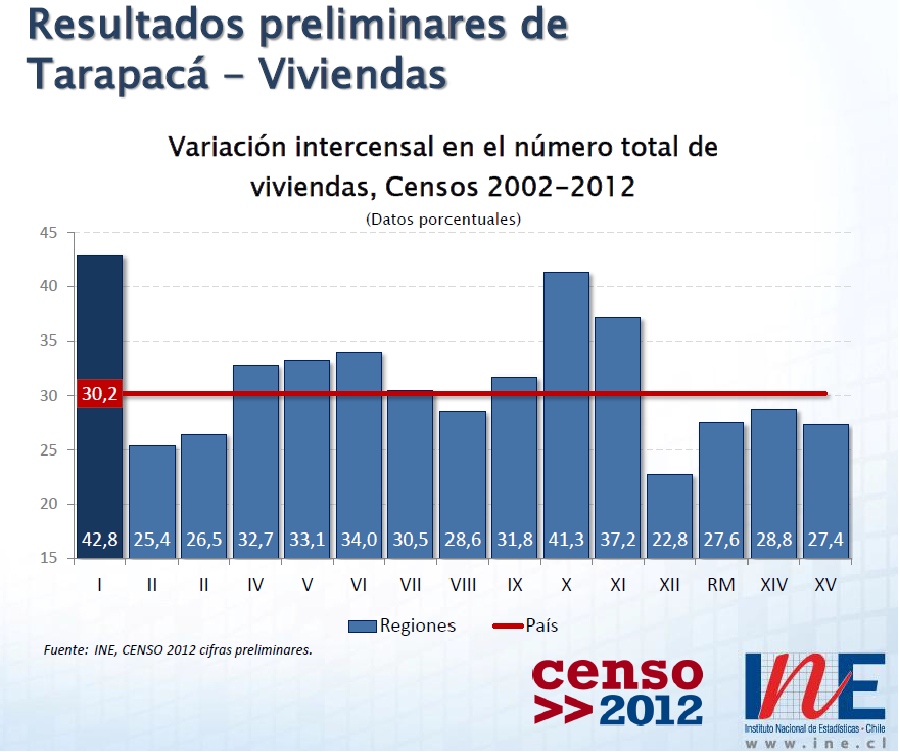 Resultados preliminares de
Tarapacá - Viviendas
Variación intercensal en el número total de
viviendas, Censos 2002-2012
(Datos porcentuales)
45
40
35
30
25
20
15
30,2
42,8 25,4 26,5 32,7 33,1 34,0 30,5 28,6 31,8 41,3 37,2 22,8 27,6 28,8 27,4
I II II IV V VI VII VIII IX X XI XII RM XIV XV
Regiones País
Fuente: INE, CENSO 2012 cifras preliminares.
censo
>>2012
INE
Instituto Nacional de Estadísticas · Chile
www.ine.cl